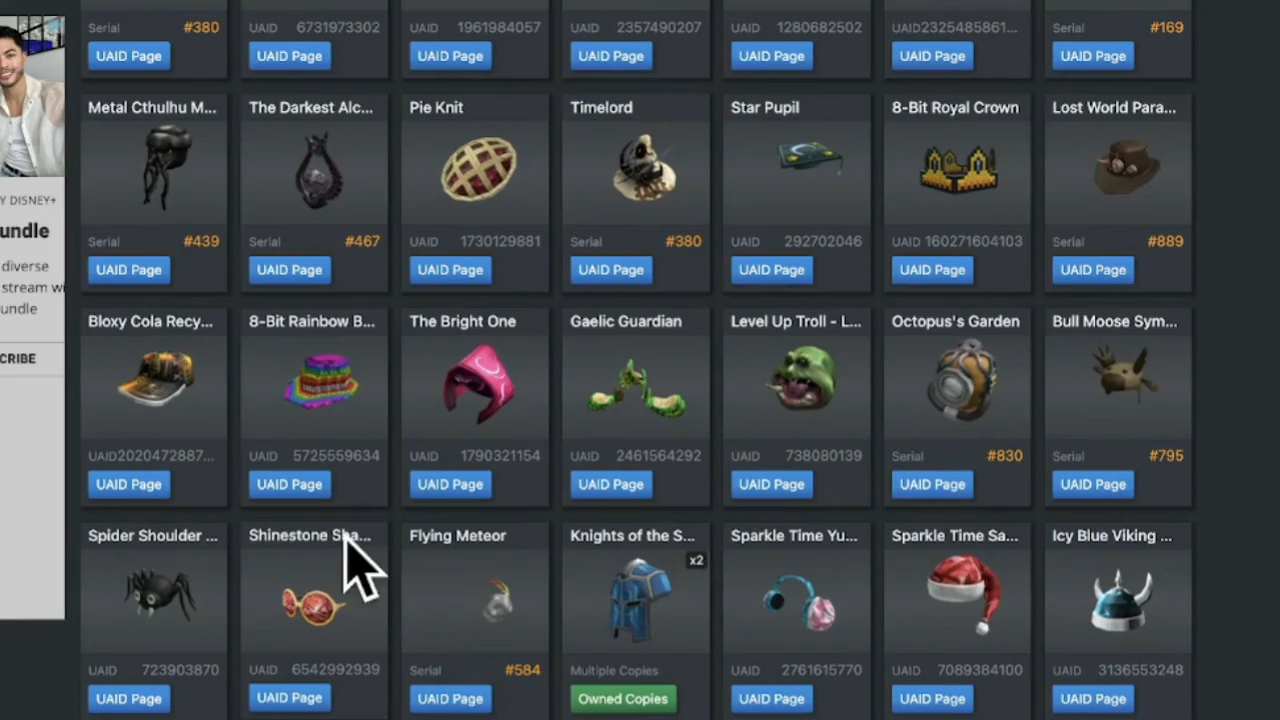 Serial #380
UAID 6731973302
UAID 1961984057
UAID 2357490207
UAID 1280682502
UAID2325485861...
Serial #169
UAID Page
UAID Page
UAID Page
UAID Page
UAID Page
UAID Page
UAID Page
Metal Cthulhu M...
The Darkest Alc...
Pie Knit
Timelord
Star Pupil
8-Bit Royal Crown
Lost World Para...
Serial #439
Serial #467
UAID 1730129881
Serial #380
UAID 292702046
UAID 160271604103
Serial #889
UAID Page
UAID Page
UAID Page
UAID Page
UAID Page
UAID Page
UAID Page
Bloxy Cola Recy...
8-Bit Rainbow B...
The Bright One
Gaelic Guardian
Level Up Troll - L...
Octopus's Garden
Bull Moose Sym...
UAID2020472887...
UAID 5725559634
UAID 1790321154
UAID 2461564292
UAID 738080139
Serial #830
Serial #795
UAID Page
UAID Page
UAID Page
UAID Page
UAID Page
UAID Page
UAID Page
Spider Shoulder ...
Shinestone Sha...
Flying Meteor
Knights of the S...
Sparkle Time Yu...
Sparkle Time Sa...
Icy Blue Viking ...
x2
UAID 723903870
UAID 6542992939
Serial #584
Multiple Copies
UAID 2761615770
UAID 7089384100
UAID 3136553248
UAID Page
UAID Page
UAID Page
Owned Copies
UAID Page
UAID Page
UAID Page
Y DISNEY+
undle
diverse
stream wi
undle
CRIBE